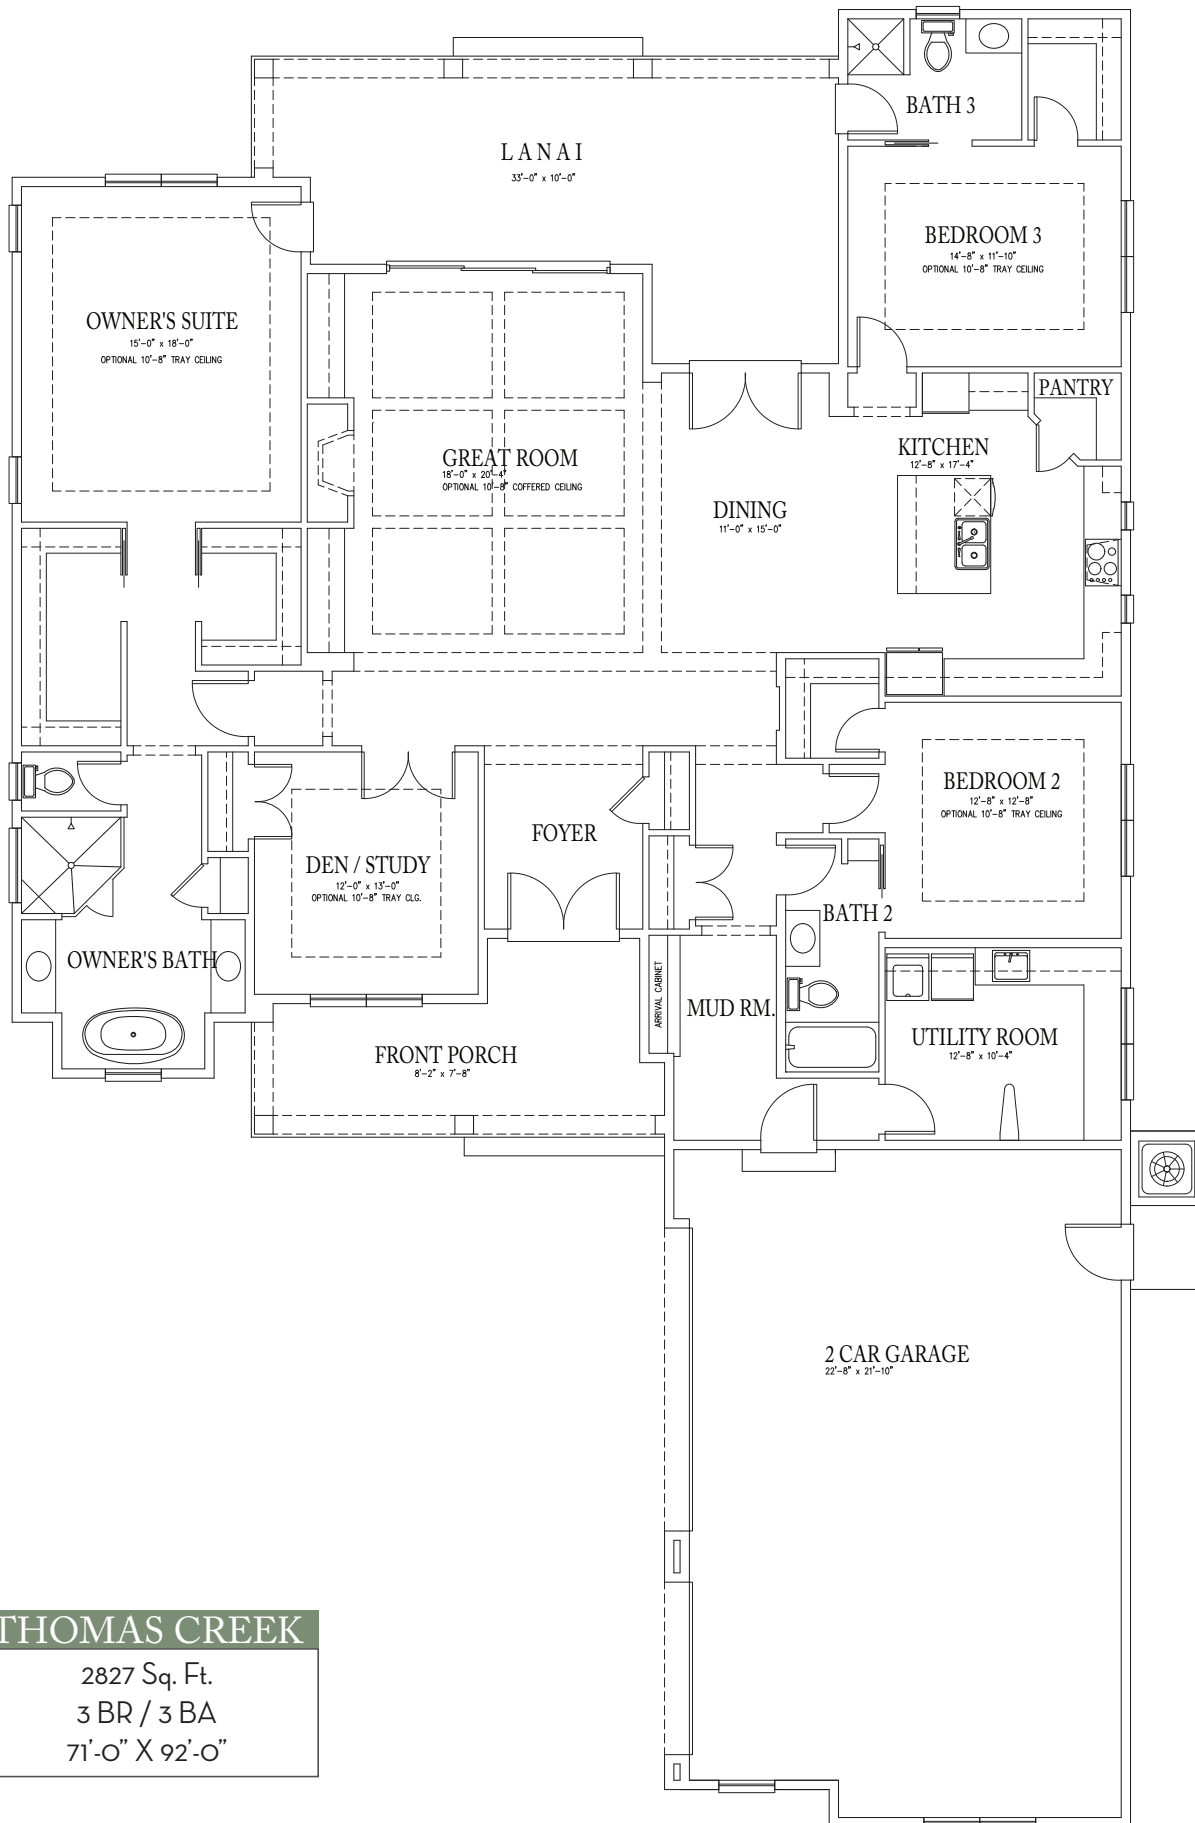 BATH 3
LANAI
33'-0" x 10'-0"
BEDROOM 3
14'-8" x 11'-10"
OPTIONAL 10'-8" TRAY CEILING
OWNER'S SUITE
15'-0" x 18'-0"
OPTIONAL 10'-8" TRAY CEILING
PANTRY
KITCHEN
12'-8" x 17'-4"
GREAT ROOM
18'-0" x 20'-4"
OPTIONAL 10'-8" COFFERED CEILING
DINING
11'-0" x 15'-0"
BEDROOM 2
12'-8" x 12'-8"
OPTIONAL 10'-8" TRAY CEILING
FOYER
DEN / STUDY
12'-0" x 13'-0"
OPTIONAL 10'-8" TRAY CLG.
BATH 2
OWNER'S BATH
ARRIVAL CABINET
MUD RM.
UTILITY ROOM
12'-8" x 10'-4"
FRONT PORCH
8'-2" x 7'-8"
2 CAR GARAGE
22'-8" x 21'-10"
THOMAS CREEK
2827 Sq. Ft.
3 BR / 3 BA
71'-0" X 92'-0"